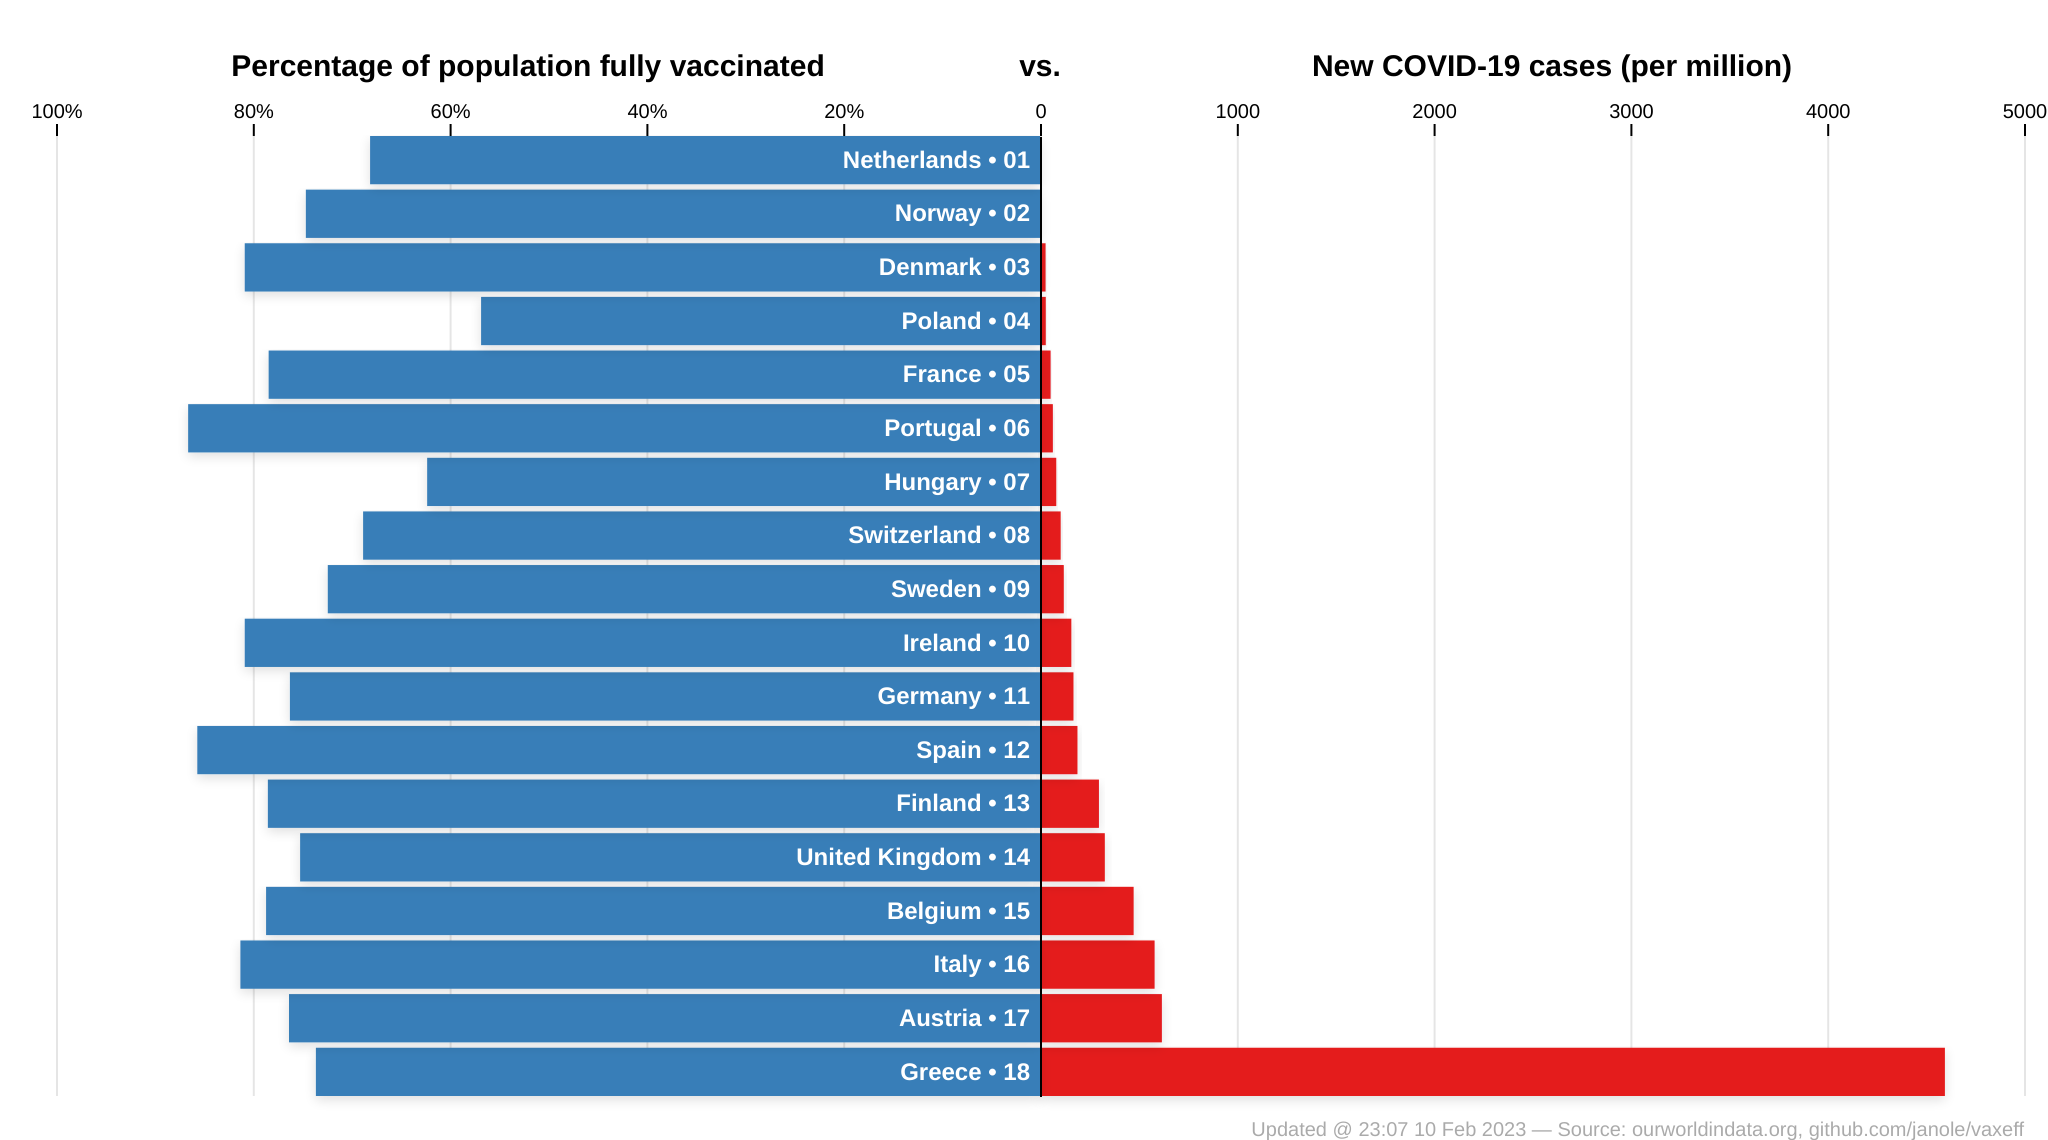 Percentage of population fully vaccinated vs. New COVID-19 cases (per million)
100% 80% 60% 40% 20% 0 1000 2000 3000 4000 5000
Netherlands • 01
Norway • 02
Denmark • 03
Poland • 04
France • 05
Portugal • 06
Hungary • 07
Switzerland • 08
Sweden • 09
Ireland • 10
Germany • 11
Spain • 12
Finland • 13
United Kingdom • 14
Belgium • 15
Italy • 16
Austria • 17
Greece • 18
Updated @ 23:07 10 Feb 2023 — Source: ourworldindata.org, github.com/janole/vaxeff